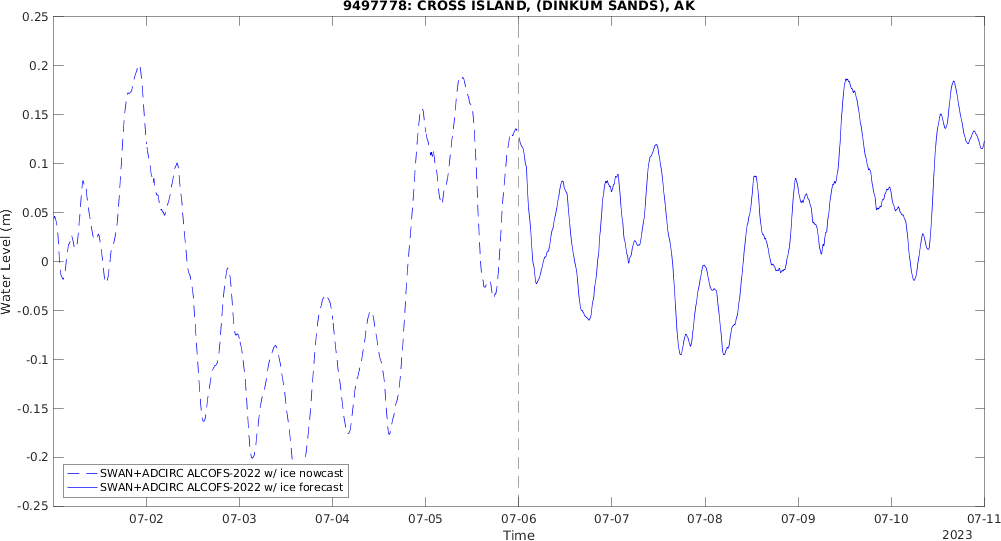 9497778: CROSS ISLAND, (DINKUM SANDS), AK
0.25
0.2
0.15
0.1
0.05
0
-0.05
-0.1
-0.15
-0.2
-0.25
Water Level (m)
SWAN+ADCIRC ALCOFS-2022 w/ ice nowcast
SWAN+ADCIRC ALCOFS-2022 w/ ice forecast
07-02 07-03 07-04 07-05 07-06 07-07 07-08 07-09 07-10 07-11
Time
2023